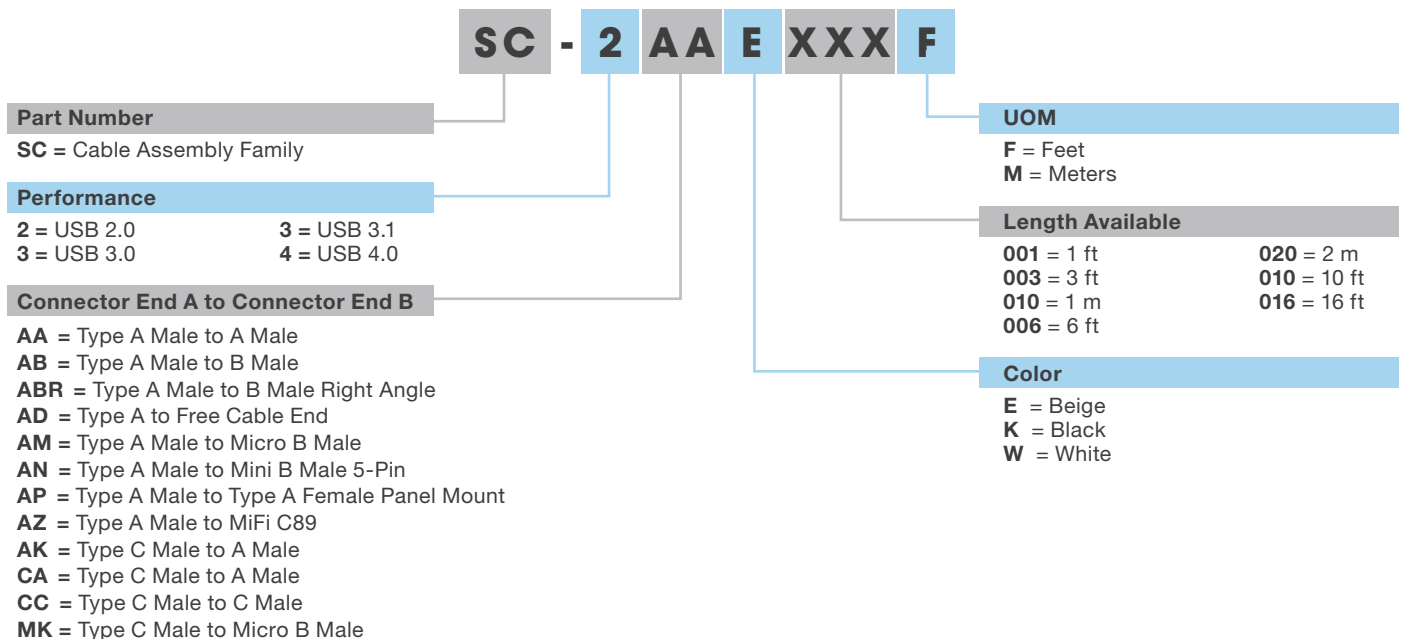 SC - 2 AA E XXX F
Part Number
SC = Cable Assembly Family
Performance
2 = USB 2.0 3 = USB 3.1
3 = USB 3.0 4 = USB 4.0
Connector End A to Connector End B
AA = Type A Male to A Male
AB = Type A Male to B Male
ABR = Type A Male to B Male Right Angle
AD = Type A to Free Cable End
AM = Type A Male to Micro B Male
AN = Type A Male to Mini B Male 5-Pin
AP = Type A Male to Type A Female Panel Mount
AZ = Type A Male to MiFi C89
AK = Type C Male to A Male
CA = Type C Male to A Male
CC = Type C Male to C Male
MK = Type C Male to Micro B Male
UOM
F = Feet
M = Meters
Length Available
001 = 1 ft 020 = 2 m
003 = 3 ft 010 = 10 ft
010 = 1 m 016 = 16 ft
006 = 6 ft
Color
E = Beige
K = Black
W = White